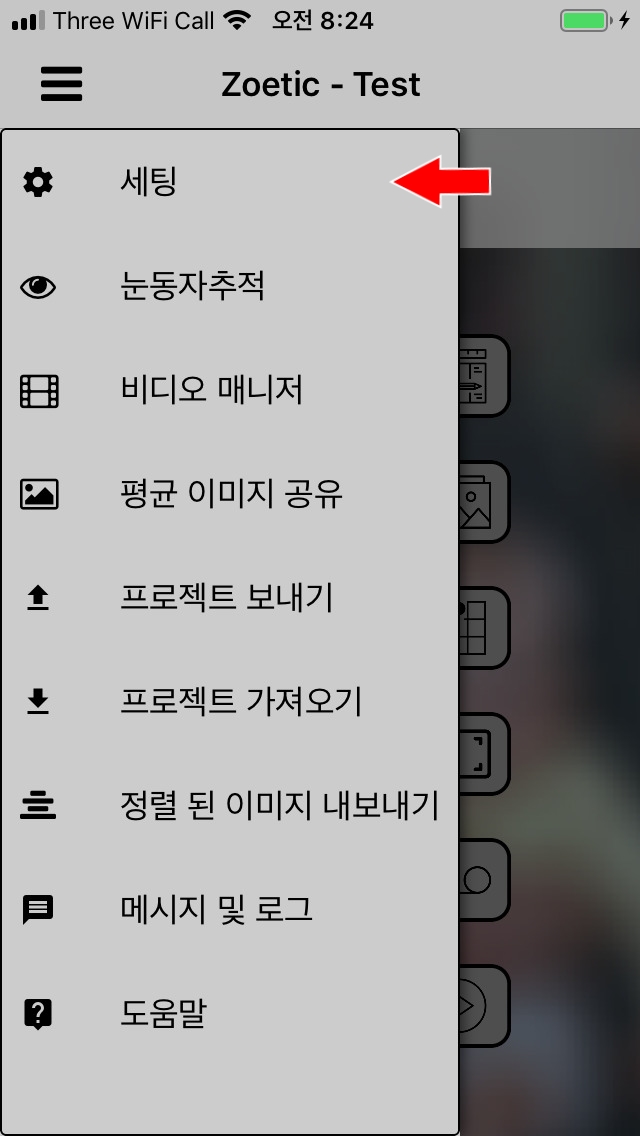 Three WiFi Call 오전 8:24
Zoetic - Test
세팅
눈동자추적
비디오 매니저
평균 이미지 공유
프로젝트 보내기
프로젝트 가져오기
정렬 된 이미지 내보내기
메시지 및 로그
도움말